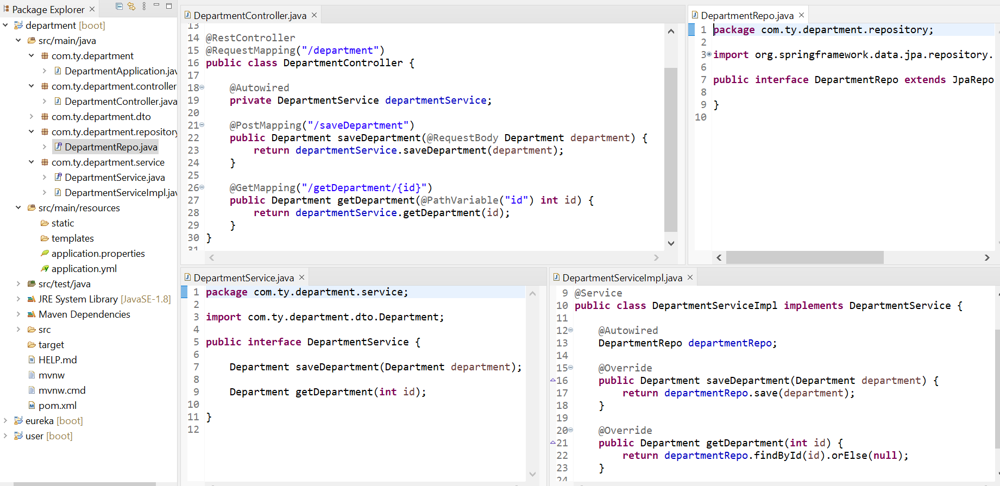 Package Explorer
department [boot]
src/main/java
com.ty.department
DepartmentApplication.jav
com.ty.department.controller
DepartmentController.java
com.ty.department.dto
com.ty.department.repository
DepartmentRepo.java
com.ty.department.service
DepartmentService.java
DepartmentServiceImpl.jav
src/main/resources
static
templates
application.properties
application.yml
src/test/java
JRE System Library [JavaSE-1.8]
Maven Dependencies
src
target
HELP.md
mvnw
mvnw.cmd
pom.xml
eureka [boot]
user [boot]
DepartmentController.java
13
14 @RestController
15 @RequestMapping("/department")
16 public class DepartmentController {
17
18 @Autowired
19 private DepartmentService departmentService;
20
21 @PostMapping("/saveDepartment")
22 public Department saveDepartment(@RequestBody Department department) {
23 return departmentService.saveDepartment(department);
24 }
25
26 @GetMapping("/getDepartment/{id}")
27 public Department getDepartment(@PathVariable("id") int id) {
28 return departmentService.getDepartment(id);
29 }
30 }
31
DepartmentRepo.java
1 package com.ty.department.repository;
2
3 import org.springframework.data.jpa.repository.
6
7 public interface DepartmentRepo extends JpaRepo
8
9 }
10
DepartmentService.java
1 package com.ty.department.service;
2
3 import com.ty.department.dto.Department;
4
5 public interface DepartmentService {
6
7 Department saveDepartment(Department department);
8
9 Department getDepartment(int id);
10
11 }
12
DepartmentServiceImpl.java
9 @Service
10 public class DepartmentServiceImpl implements DepartmentService {
11
12 @Autowired
13 DepartmentRepo departmentRepo;
14
15 @Override
16 public Department saveDepartment(Department department) {
17 return departmentRepo.save(department);
18 }
19
20 @Override
21 public Department getDepartment(int id) {
22 return departmentRepo.findById(id).orElse(null);
23 }
24